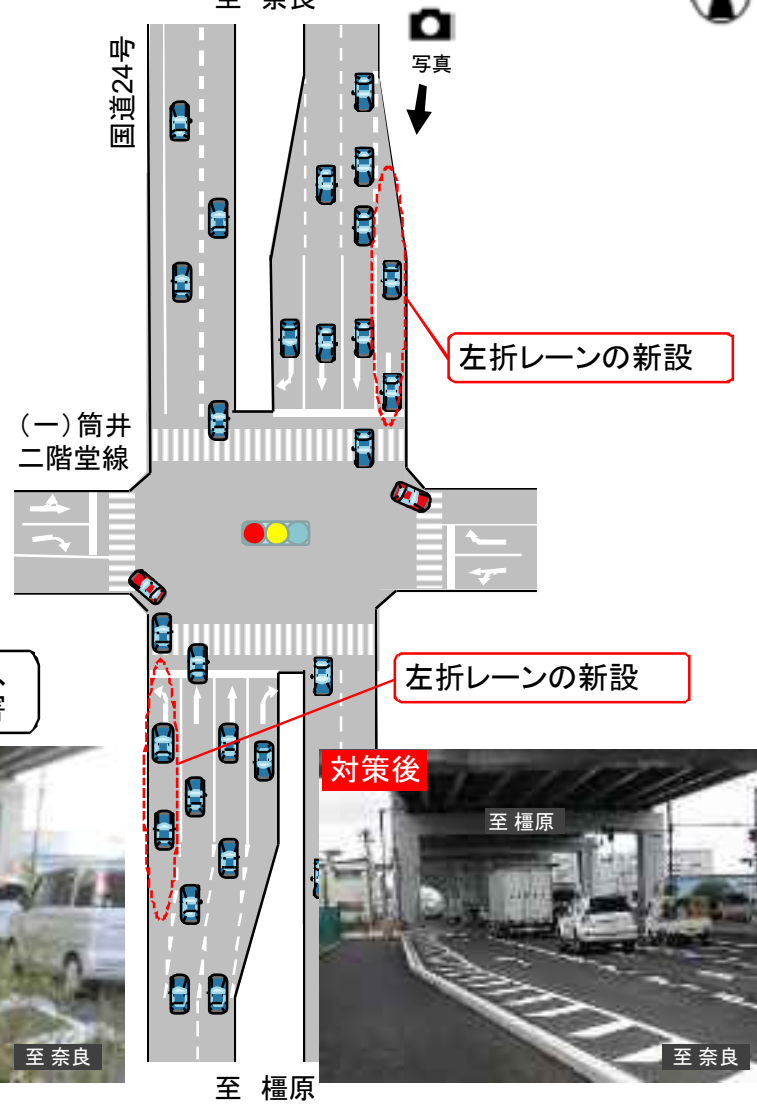 至 奈良
国道24号
写真
左折レーンの新設
(一)筒井
二階堂線
左折レーンの新設
対策後
至 橿原
至 奈良
至 奈良
至 橿原